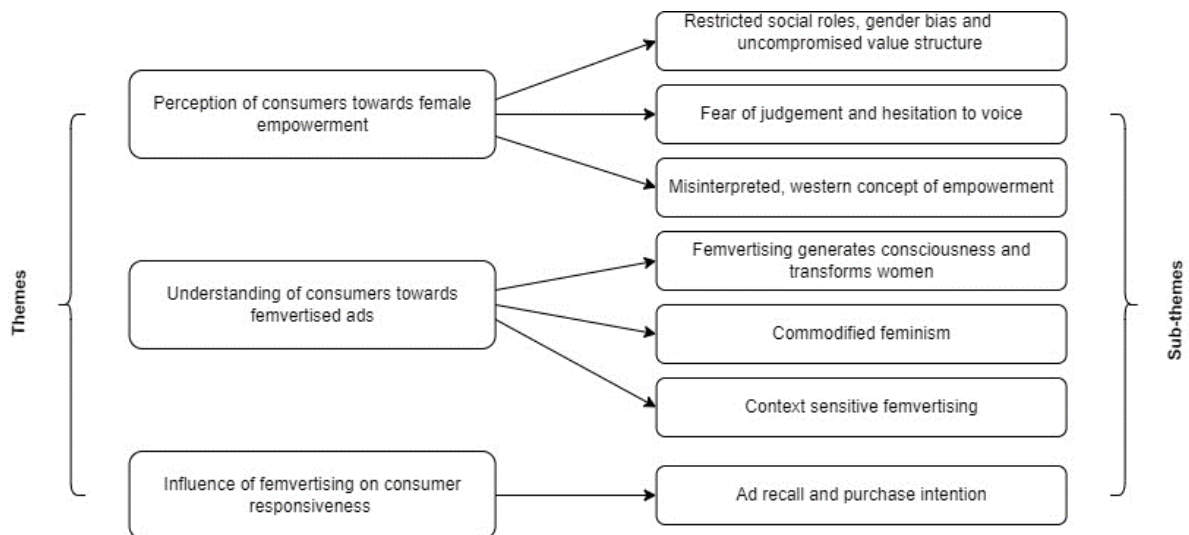 Themes
Perception of consumers towards female
empowerment
Restricted social roles, gender bias and
uncompromised value structure
Fear of judgement and hesitation to voice
Misinterpreted, western concept of empowerment
Understanding of consumers towards
femvertised ads
Femvertising generates consciousness and
transforms women
Commodified feminism
Context sensitive femvertising
Influence of femvertising on consumer
responsiveness
Ad recall and purchase intention
Sub-themes